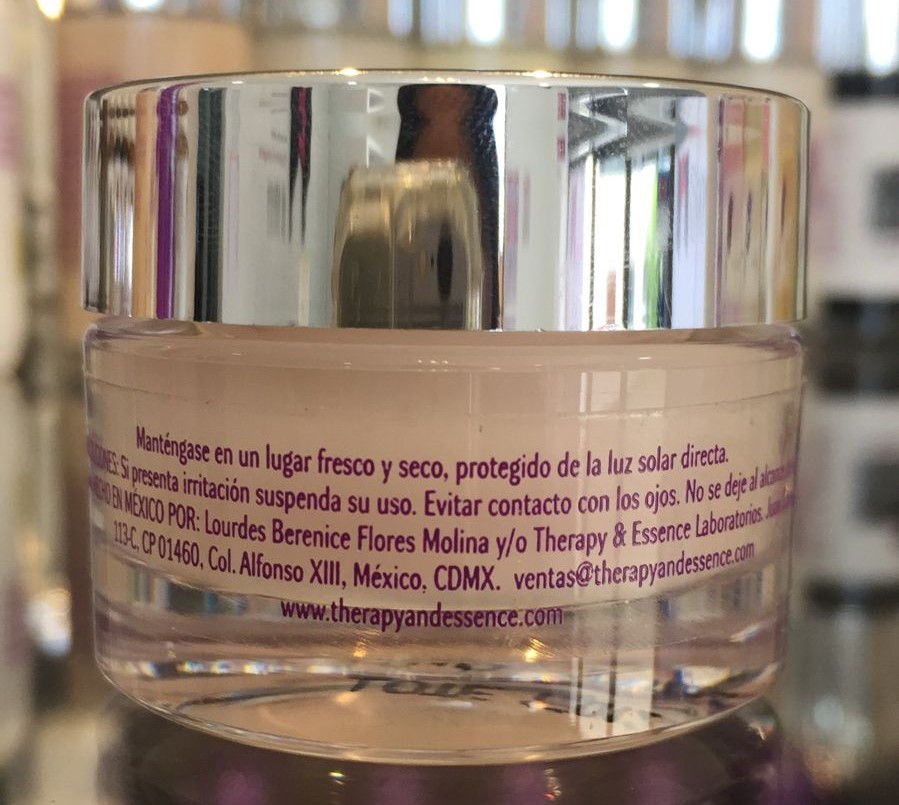 Manténgase en un lugar fresco y seco, protegido de la luz solar directa.
Si presenta irritación suspenda su uso. Evitar contacto con los ojos. No se deje al
EN MÉXICO POR: Lourdes Berenice Flores Molina y/o Therapy & Essence Laboratorios.
113-C, CP 01460, Col. Alfonso XIII, México, CDMX. ventas@therapyandessence.com
www.therapyandessence.com